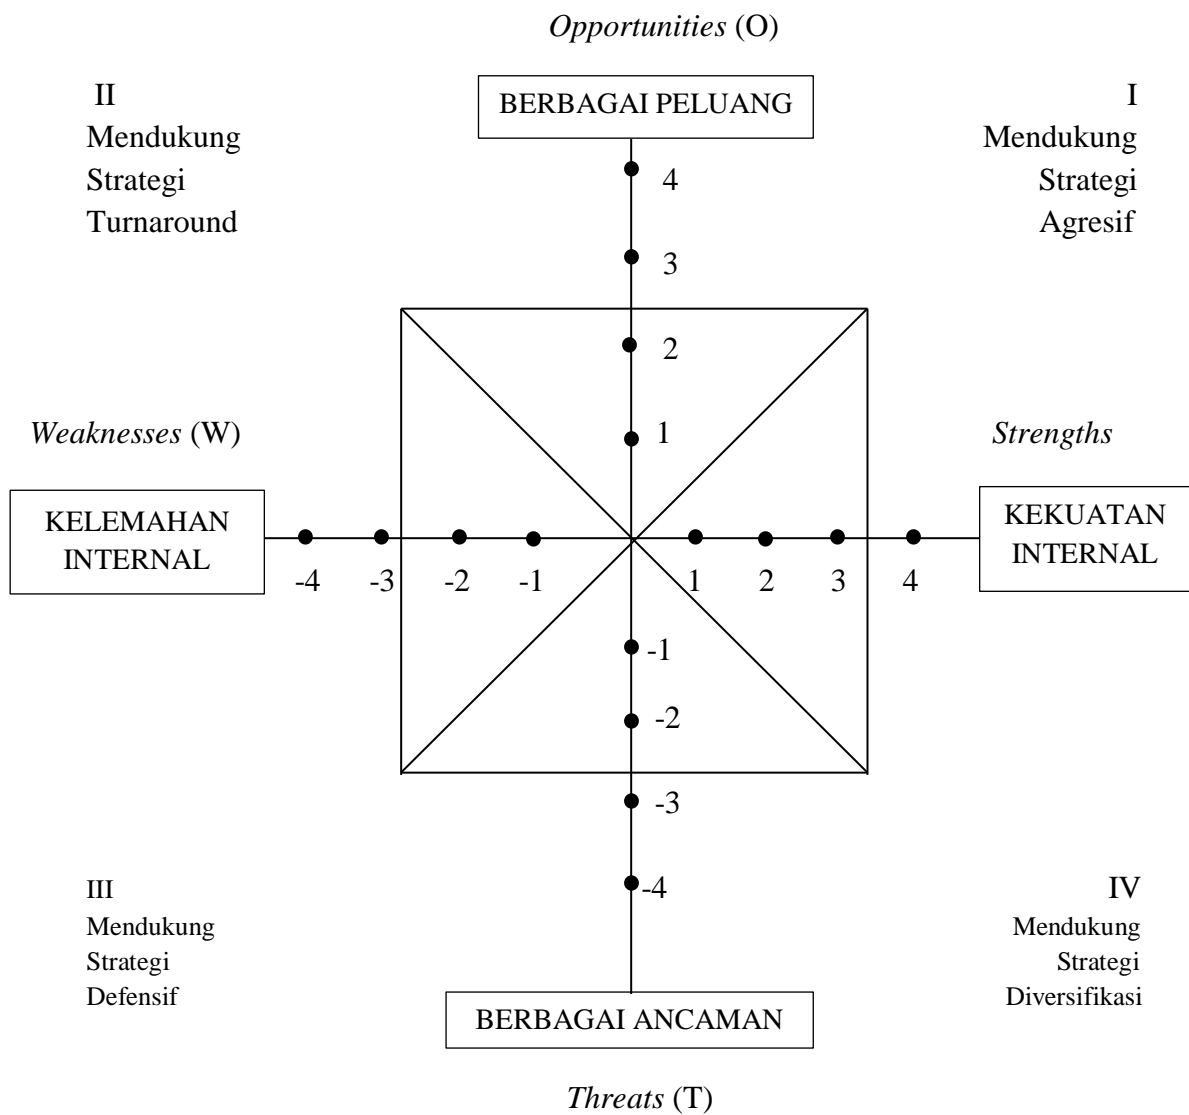 Opportunities (O)
BERBAGAI PELUANG
II
Mendukung
Strategi
Turnaround
I
Mendukung
Strategi
Agresif
4
3
2
1
Weaknesses (W)
Strengths
KELEMAHAN
INTERNAL
KEKUATAN
INTERNAL
-4 -3 -2 -1 1 2 3 4
-1
-2
-3
-4
III
Mendukung
Strategi
Defensif
IV
Mendukung
Strategi
Diversifikasi
BERBAGAI ANCAMAN
Threats (T)